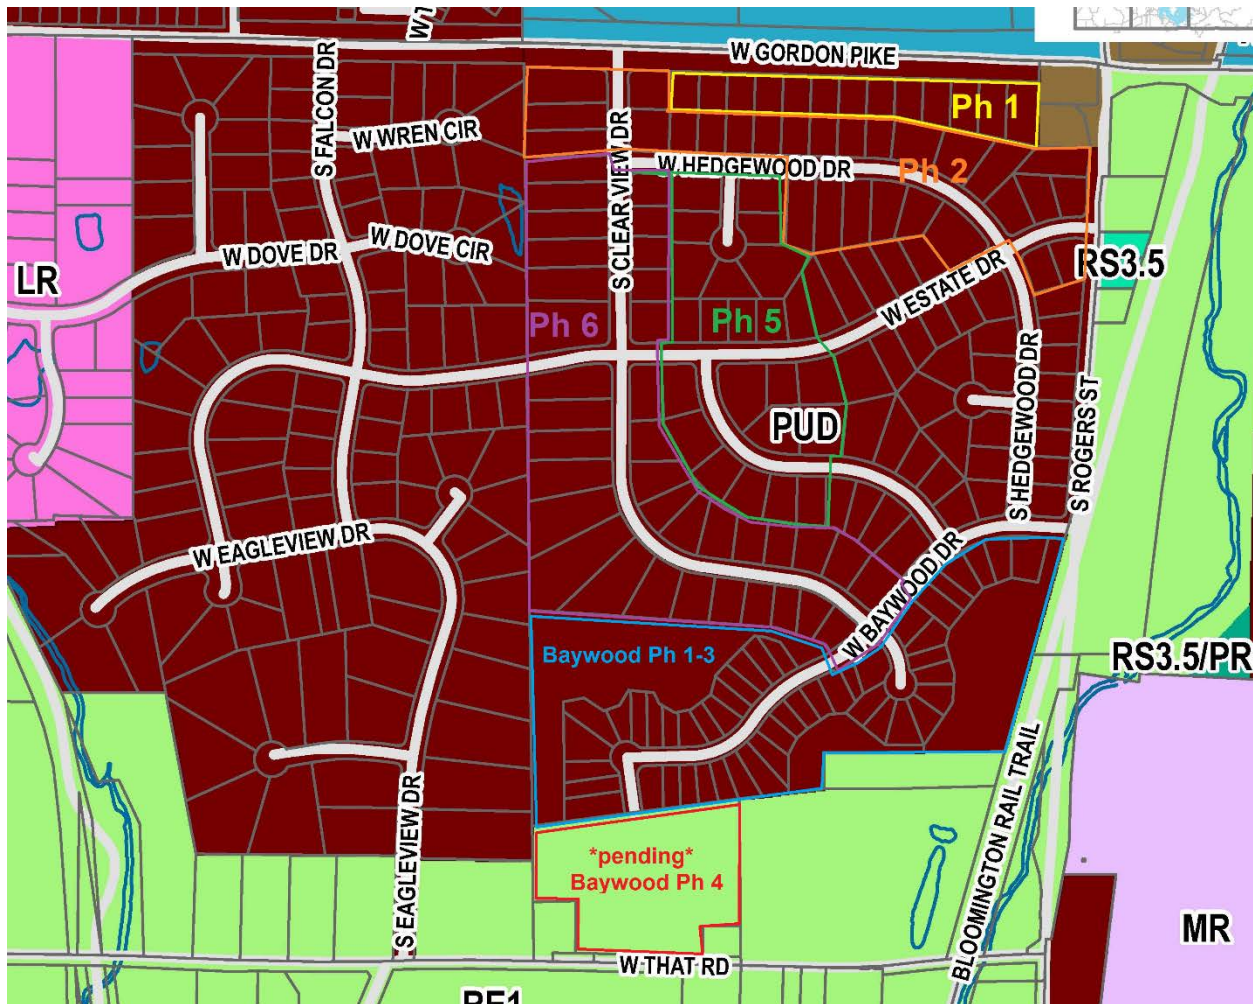 W GORDON PIKE
S FALCON DR
W WREN CIR
Ph 1
S CLEAR VIEW DR
W HEDGEWOOD DR
Ph 2
W DOVE DR
W DOVE CIR
RS3.5
LR
W ESTATE DR
Ph 6
Ph 5
PUD
S HEDGEWOOD DR
S ROGERS ST
W EAGLEVIEW DR
W BAYWOOD DR
Baywood Ph 1-3
RS3.5/PR
S EAGLEVIEW DR
BLOOMINGTON RAIL TRAIL
*pending*
Baywood Ph 4
MR
W THAT RD